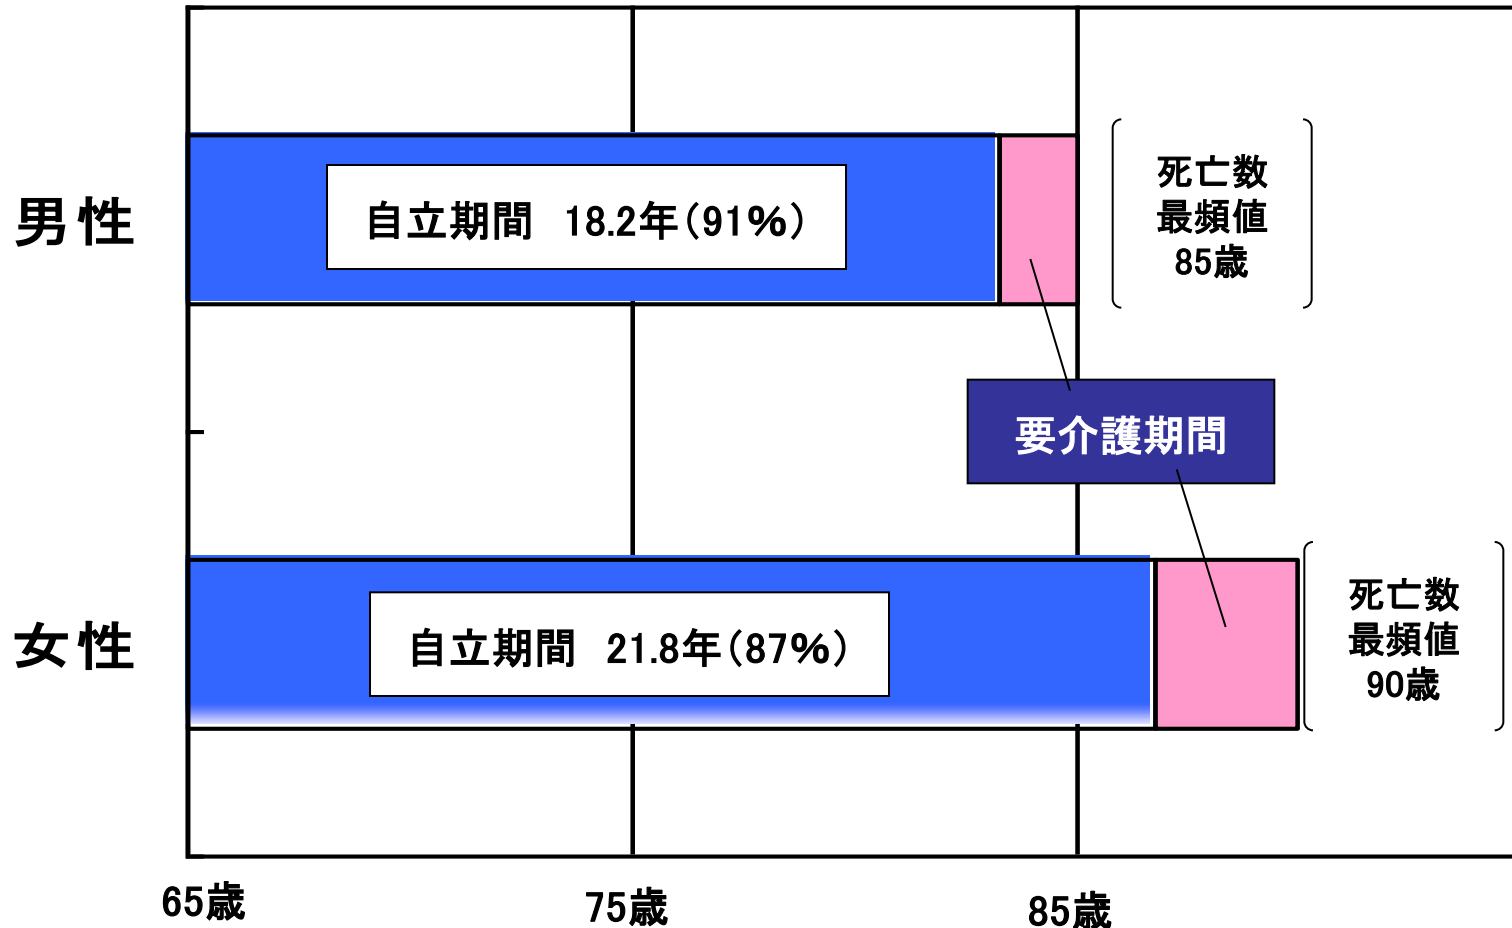 男性
自立期間　18.2年（91%）
死亡数
最頻値
85歳
要介護期間
女性
自立期間　21.8年（87%）
死亡数
最頻値
90歳
65歳
75歳
85歳